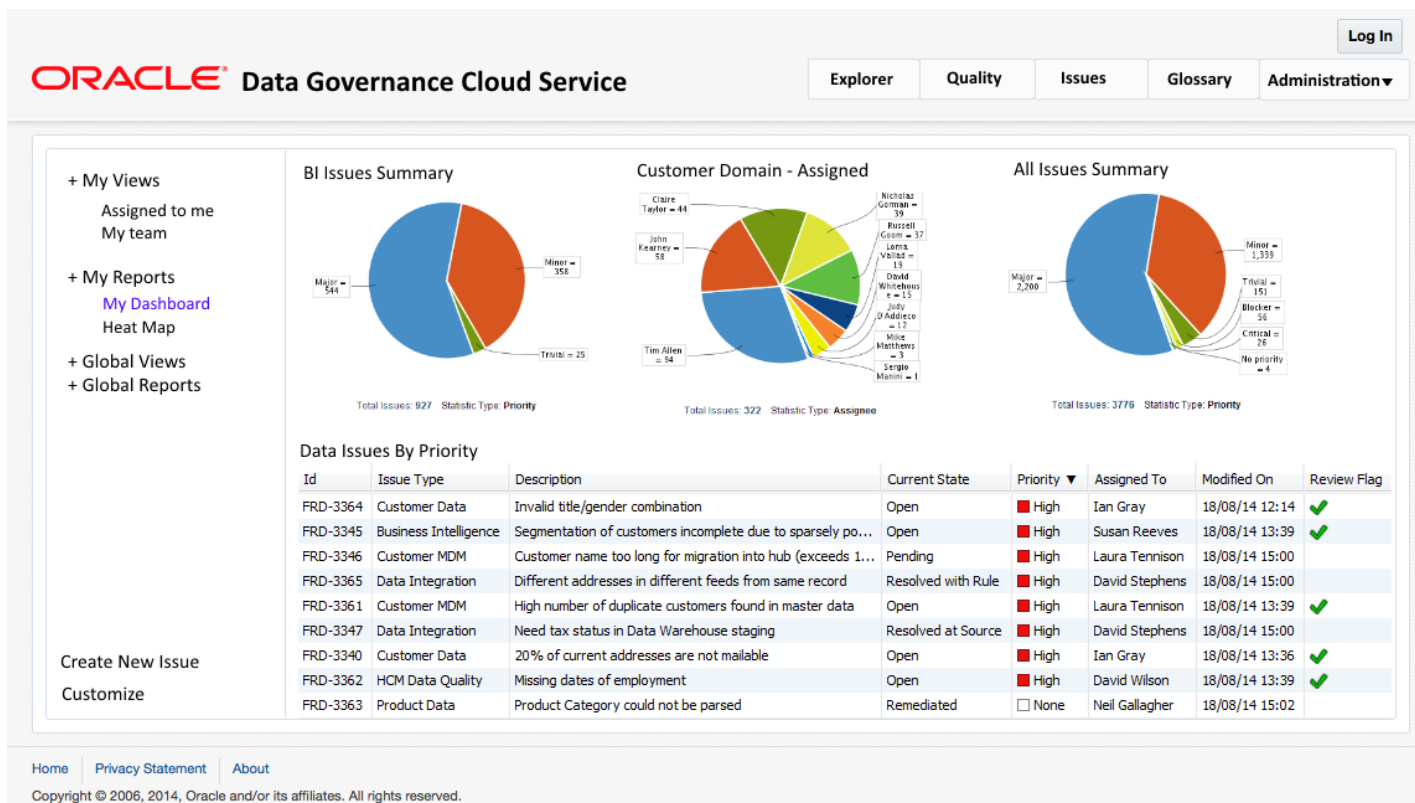 Log In
ORACLE Data Governance Cloud Service
Explorer Quality Issues Glossary Administration▼
+ My Views
Assigned to me
My team
+ My Reports
My Dashboard
Heat Map
+ Global Views
+ Global Reports
Create New Issue
Customize
BI Issues Summary
Major =
544
Minor =
358
Trivial = 25
Total Issues: 927 Statistic Type: Priority
Customer Domain - Assigned
Claire
Taylor = 44
John
Kearney =
58
Tim Allen
= 94
Nicholas
Gorman =
39
Russell
Goom = 37
Lorna
Vallad =
19
David
Whitehous
e = 15
Judy
D'Addieco
= 12
Mike
Matthews
= 3
Sergio
Manini = 1
Total Issues: 322 Statistic Type: Assignee
All Issues Summary
Major =
2,200
Minor =
1,339
Trivial =
151
Blocker =
56
Critical =
26
No priority
= 4
Total Issues: 3776 Statistic Type: Priority
Data Issues By Priority
Id Issue Type Description Current State Priority ▼ Assigned To Modified On Review Flag
FRD-3364 Customer Data Invalid title/gender combination Open High Ian Gray 18/08/14 12:14
FRD-3345 Business Intelligence Segmentation of customers incomplete due to sparsely po... Open High Susan Reeves 18/08/14 13:39
FRD-3346 Customer MDM Customer name too long for migration into hub (exceeds 1... Pending High Laura Tennison 18/08/14 15:00
FRD-3365 Data Integration Different addresses in different feeds from same record Resolved with Rule High David Stephens 18/08/14 15:00
FRD-3361 Customer MDM High number of duplicate customers found in master data Open High Laura Tennison 18/08/14 13:39
FRD-3347 Data Integration Need tax status in Data Warehouse staging Resolved at Source High David Stephens 18/08/14 15:00
FRD-3340 Customer Data 20% of current addresses are not mailable Open High Ian Gray 18/08/14 13:36
FRD-3362 HCM Data Quality Missing dates of employment Open High David Wilson 18/08/14 13:39
FRD-3363 Product Data Product Category could not be parsed Remediated None Neil Gallagher 18/08/14 15:02
Home Privacy Statement About
Copyright © 2006, 2014, Oracle and/or its affiliates. All rights reserved.